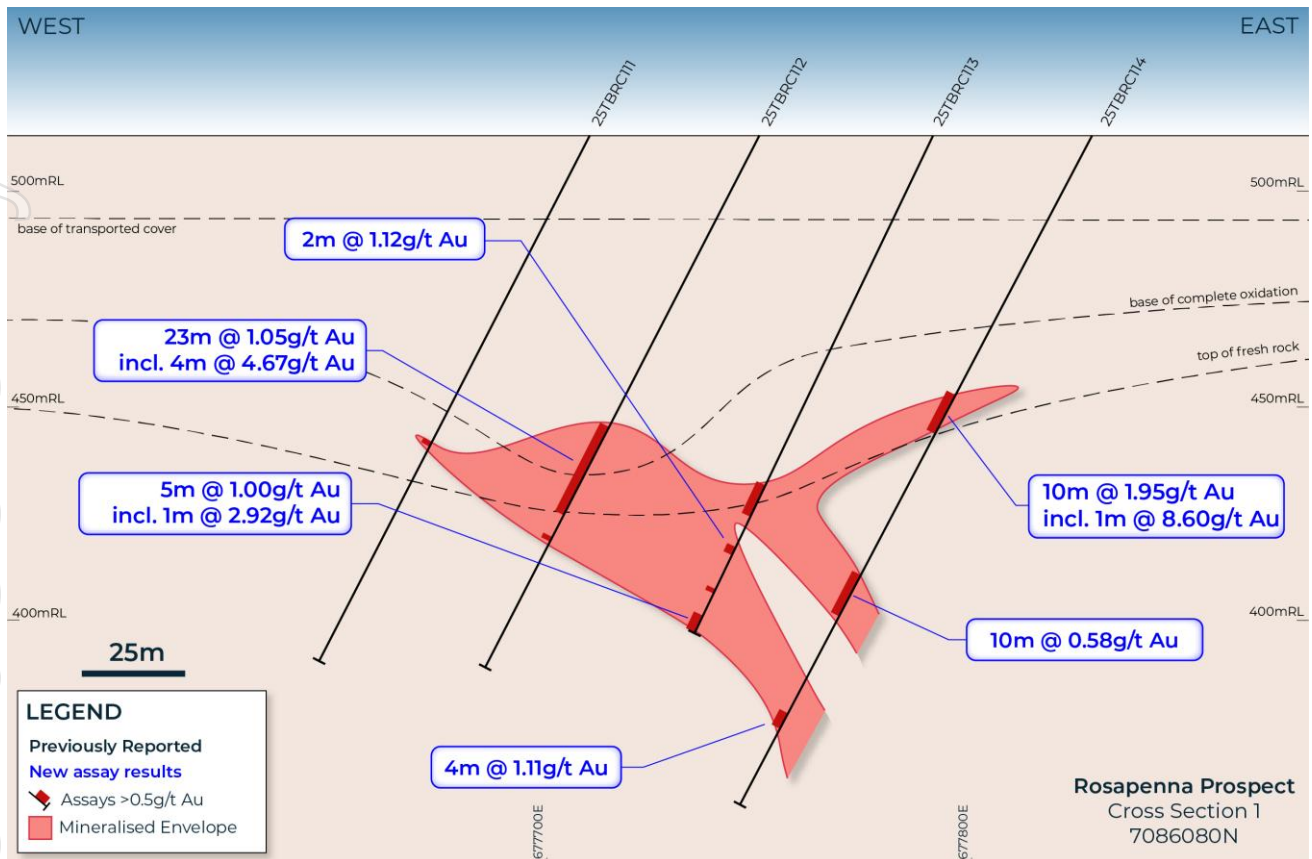 WEST
EAST
25TBRC111
25TBRC112
25TBRC113
25TBRC114
500mRL
500mRL
base of transported cover
2m @ 1.12g/t Au
base of complete oxidation
23m @ 1.05g/t Au
incl. 4m @ 4.67g/t Au
top of fresh rock
450mRL
450mRL
5m @ 1.00g/t Au
incl. 1m @ 2.92g/t Au
10m @ 1.95g/t Au
incl. 1m @ 8.60g/t Au
400mRL
400mRL
10m @ 0.58g/t Au
25m
LEGEND
Previously Reported
New assay results
Assays >0.5g/t Au
Mineralised Envelope
4m @ 1.11g/t Au
677700E
677800E
Rosapenna Prospect
Cross Section 1
7086080N